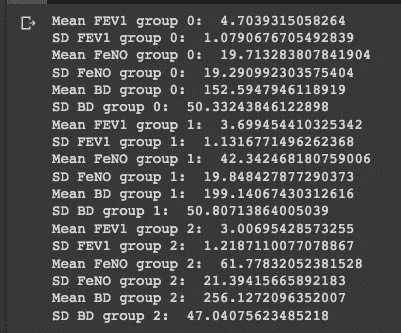 Mean FEV1 group 0:  4.7039315058264
SD FEV1 group 0:  1.0790676705492839
Mean FeNO group 0:  19.713283807841904
SD FeNO group 0:  19.290992303575404
Mean BD group 0:  152.5947946118919
SD BD group 0:  50.33243846122898
Mean FEV1 group 1:  3.699454410325342
SD FEV1 group 1:  1.1316771496262368
Mean FeNO group 1:  42.342468180759006
SD FeNO group 1:  19.848427877290373
Mean BD group 1:  199.14067430312616
SD BD group 1:  50.80713864005039
Mean FEV1 group 2:  3.00695428573255
SD FEV1 group 2:  1.2187110077078867
Mean FeNO group 2:  61.77832052381528
SD FeNO group 2:  21.39415665892183
Mean BD group 2:  256.1272096352007
SD BD group 2:  47.04075623485218